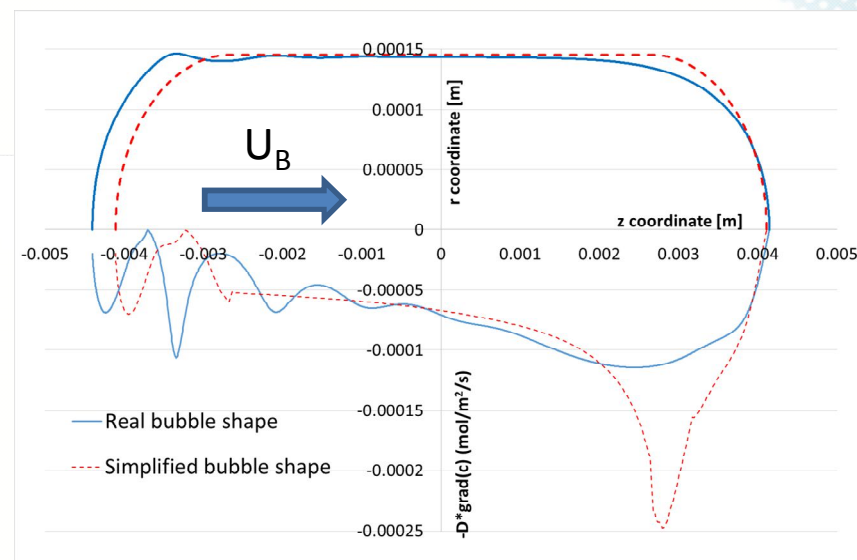 0.00015
0.0001
0.00005
0
-0.00005
-0.0001
-0.00015
-0.0002
-0.00025
r coordinate [m]
U_B
z coordinate [m]
-0.005 -0.004 -0.003 -0.002 -0.001 0 0.001 0.002 0.003 0.004 0.005
-D*grad(c) (mol/m²/s)
Real bubble shape
Simplified bubble shape